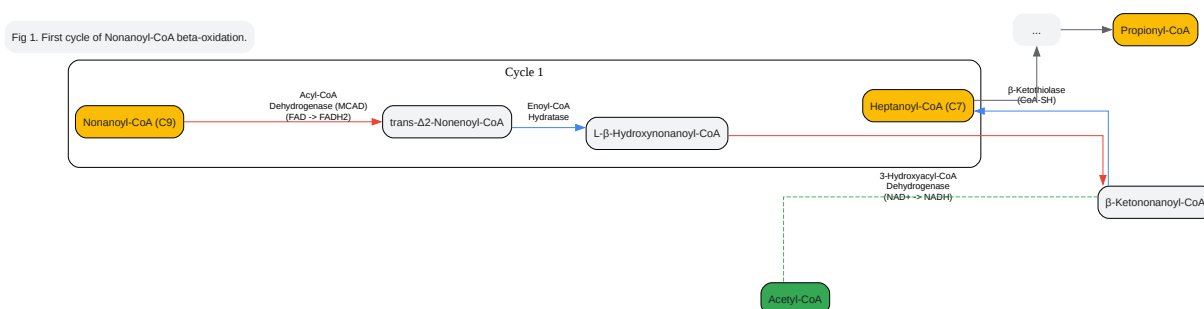 Fig 1. First cycle of Nonanoyl-CoA beta-oxidation.
...
Propionyl-CoA
Cycle 1
Nonanoyl-CoA (C9)
Acyl-CoA
Dehydrogenase (MCAD)
(FAD -> FADH2)
trans-Δ2-Nonenoyl-CoA
Enoyl-CoA
Hydratase
L-β-Hydroxynonanoyl-CoA
Heptanoyl-CoA (C7)
β-Ketothiolase
(CoA-SH)
3-Hydroxyacyl-CoA
Dehydrogenase
(NAD+ -> NADH)
β-Ketononanoyl-CoA
Acetyl-CoA